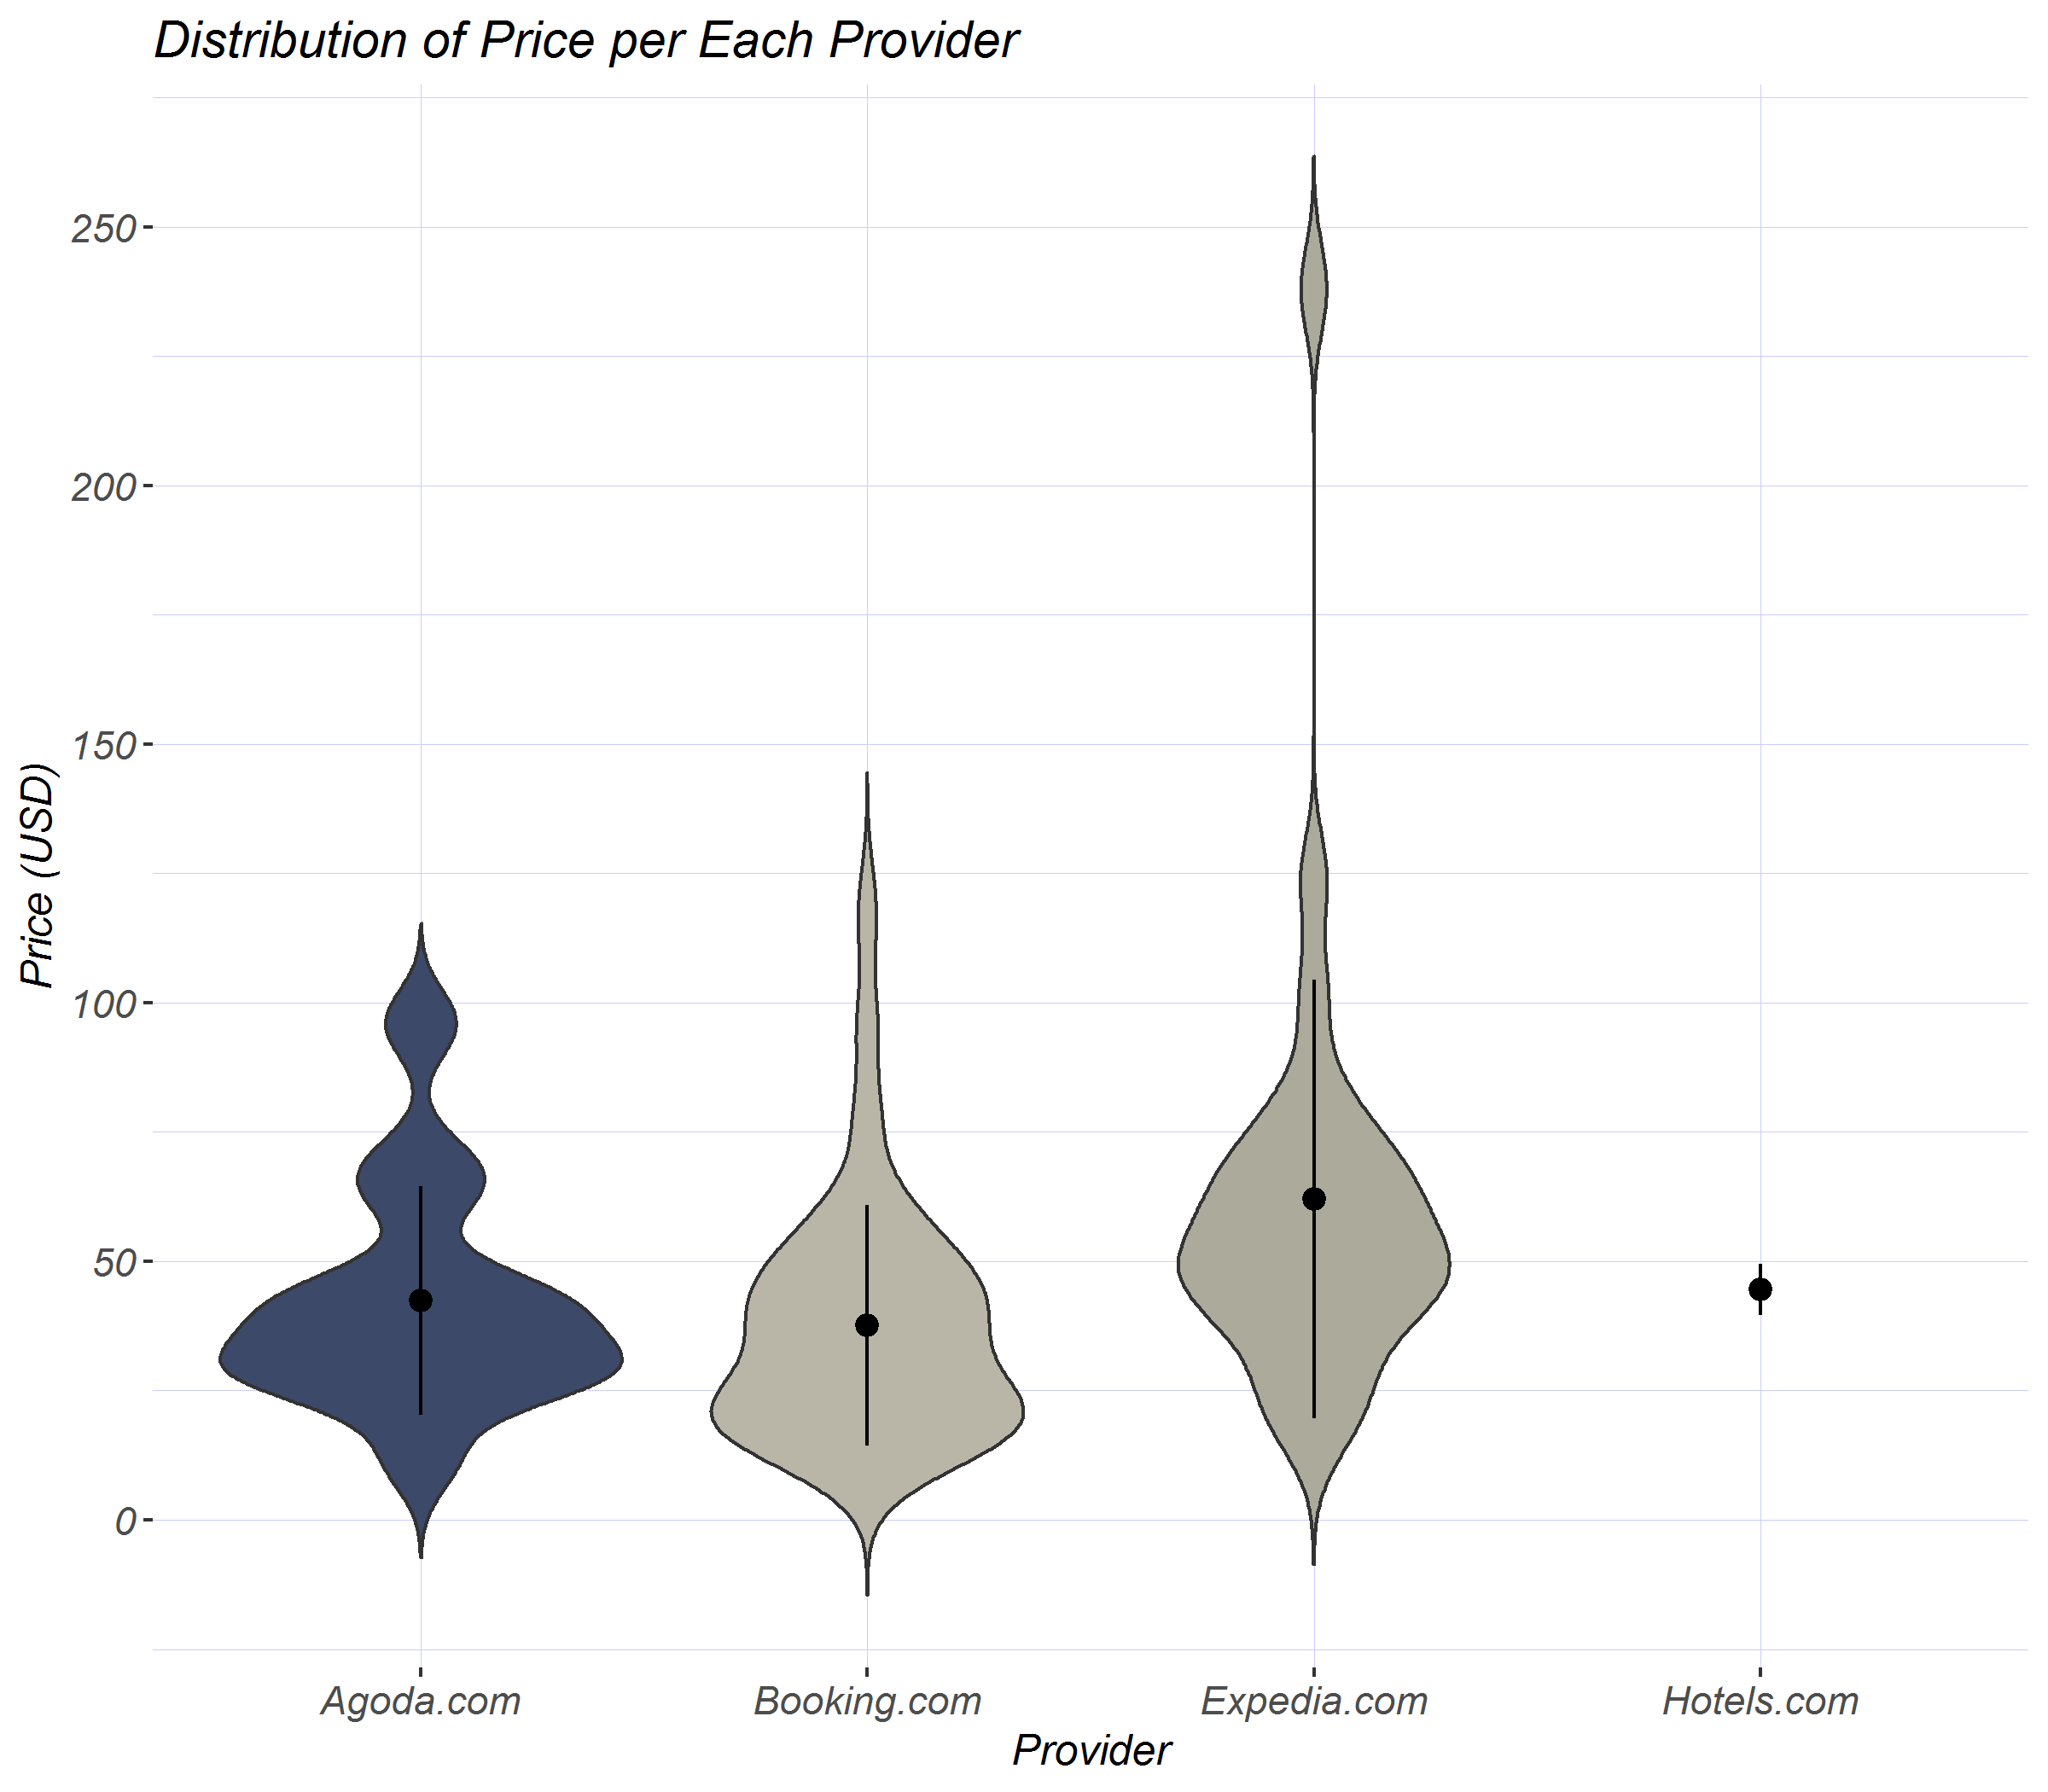 Distribution of Price per Each Provider
Price (USD)
250
200
150
100
50
0
Agoda.com
Booking.com
Expedia.com
Hotels.com
Provider